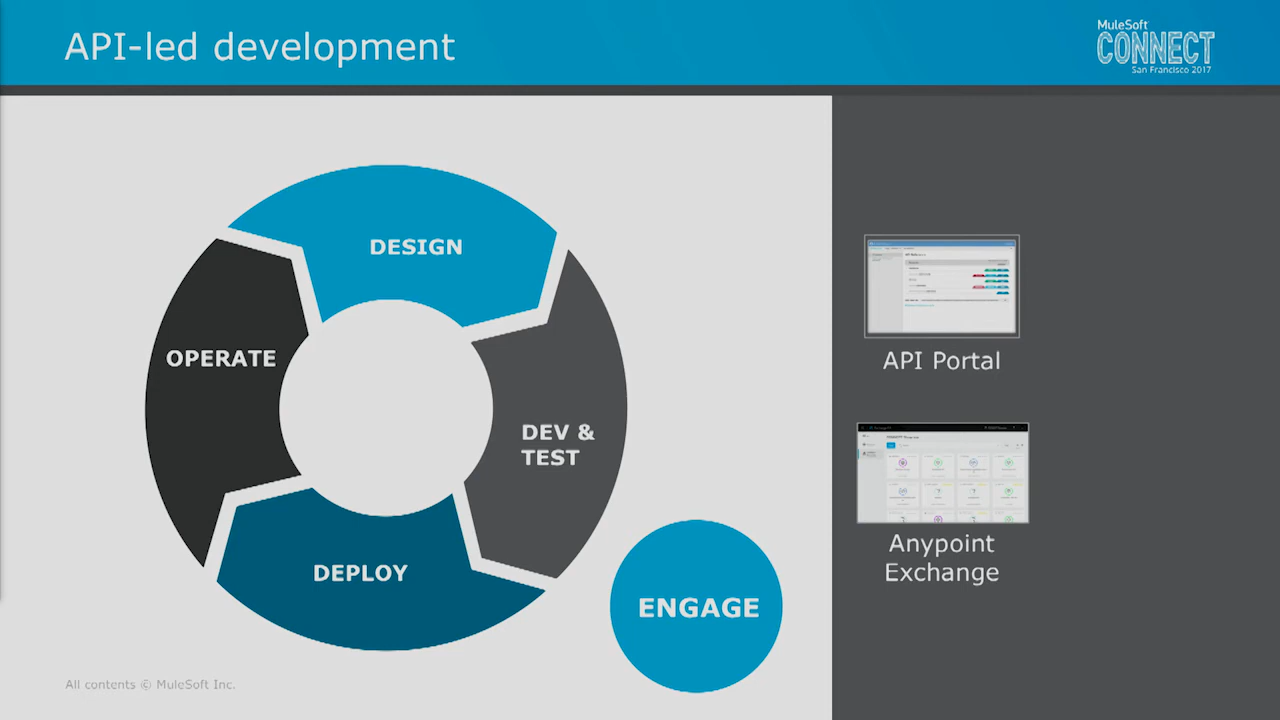 API-led development
MuleSoft
CONNECT
San Francisco 2017
DESIGN
OPERATE
DEV &
TEST
DEPLOY
ENGAGE
API Portal
Anypoint
Exchange
All contents © MuleSoft Inc.